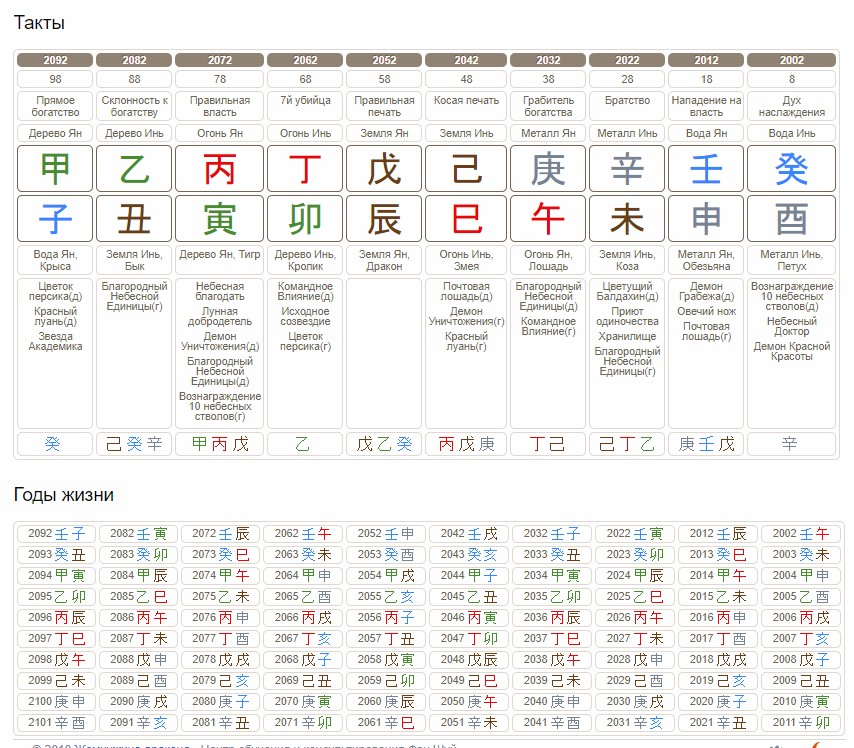 Такты
2092 2082 2072 2062 2052 2042 2032 2022 2012 2002
98 88 78 68 58 48 38 28 18 8
Прямое богатство Склонность к богатству Правильная власть 7й убийца Правильная печать Косая печать Грабитель богатства Братство Нападение на власть Дух наслаждения
Дерево Ян Дерево Инь Огонь Ян Огонь Инь Земля Ян Земля Инь Металл Ян Металл Инь Вода Ян Вода Инь
甲 乙 丙 丁 戊 己 庚 辛 壬 癸
子 丑 寅 卯 辰 巳 午 未 申 酉
Вода Ян, Крыса Земля Инь, Бык Дерево Ян, Тигр Дерево Инь, Кролик Земля Ян, Дракон Огонь Инь, Змея Огонь Ян, Лошадь Земля Инь, Коза Металл Ян, Обезьяна Металл Инь, Петух
Цветок персика(д)
Красный луань(д)
Звезда Академика
Благородный Небесной Единицы(г)
Небесная благодать
Лунная добродетель
Демон Уничтожения(д)
Благородный Небесной Единицы(д)
Вознаграждение 10 небесных стволов(г)
Командное Влияние(д)
Исходное созвездие
Цветок персика(г)
Почтовая лошадь(д)
Демон Уничтожения(г)
Красный луань(г)
Благородный Небесной Единицы(д)
Командное Влияние(г)
Цветущий Балдахин(д)
Приют одиночества
Хранилище
Благородный Небесной Единицы(г)
Демон Грабежа(д)
Овечий нож
Почтовая лошадь(г)
Вознаграждение 10 небесных стволов(д)
Небесный Доктор
Демон Красной Красоты
癸 己癸辛 甲丙戊 乙 戊乙癸 丙戊庚 丁己 己丁乙 庚壬戊 辛
Годы жизни
2092 壬子 2082 壬寅 2072 壬辰 2062 壬午 2052 壬申 2042 壬戌 2032 壬子 2022 壬寅 2012 壬辰 2002 壬午
2093 癸丑 2083 癸卯 2073 癸巳 2063 癸未 2053 癸酉 2043 癸亥 2033 癸丑 2023 癸卯 2013 癸巳 2003 癸未
2094 甲寅 2084 甲辰 2074 甲午 2064 甲申 2054 甲戌 2044 甲子 2034 甲寅 2024 甲辰 2014 甲午 2004 甲申
2095 乙卯 2085 乙巳 2075 乙未 2065 乙酉 2055 乙亥 2045 乙丑 2035 乙卯 2025 乙巳 2015 乙未 2005 乙酉
2096 丙辰 2086 丙午 2076 丙申 2066 丙戌 2056 丙子 2046 丙寅 2036 丙辰 2026 丙午 2016 丙申 2006 丙戌
2097 丁巳 2087 丁未 2077 丁酉 2067 丁亥 2057 丁丑 2047 丁卯 2037 丁巳 2027 丁未 2017 丁酉 2007 丁亥
2098 戊午 2088 戊申 2078 戊戌 2068 戊子 2058 戊寅 2048 戊辰 2038 戊午 2028 戊申 2018 戊戌 2008 戊子
2099 己未 2089 己酉 2079 己亥 2069 己丑 2059 己卯 2049 己巳 2039 己未 2029 己酉 2019 己亥 2009 己丑
2100 庚申 2090 庚戌 2080 庚子 2070 庚寅 2060 庚辰 2050 庚午 2040 庚申 2030 庚戌 2020 庚子 2010 庚寅
2101 辛酉 2091 辛亥 2081 辛丑 2071 辛卯 2061 辛巳 2051 辛未 2041 辛酉 2031 辛亥 2021 辛丑 2011 辛卯